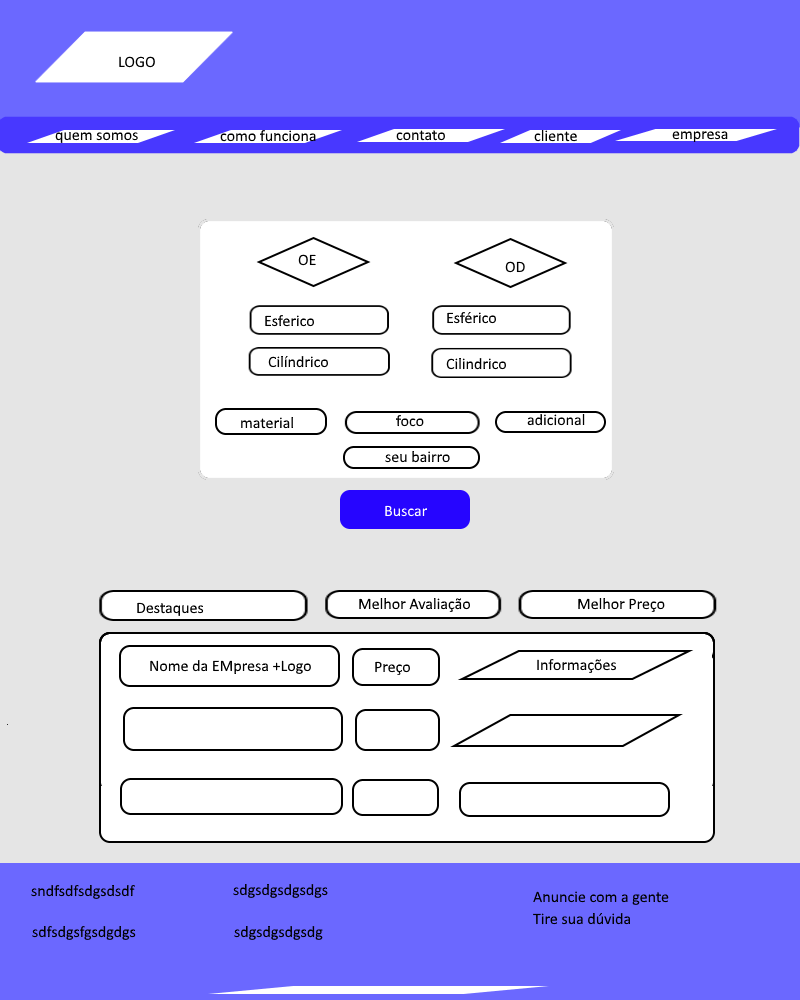 LOGO
quem somos
como funciona
contato
cliente
empresa
OE
OD
Esferico
Esférico
Cilíndrico
Cilindrico
material
foco
adicional
seu bairro
Buscar
Destaques
Melhor Avaliação
Melhor Preço
Nome da EMpresa +Logo
Preço
Informações
sndfsdfsdgsdsdf
sdgsdgsdgsdgs
Anuncie com a gente
Tire sua dúvida
sdfsdgsfgsdgdgs
sdgsdgsdgsdg